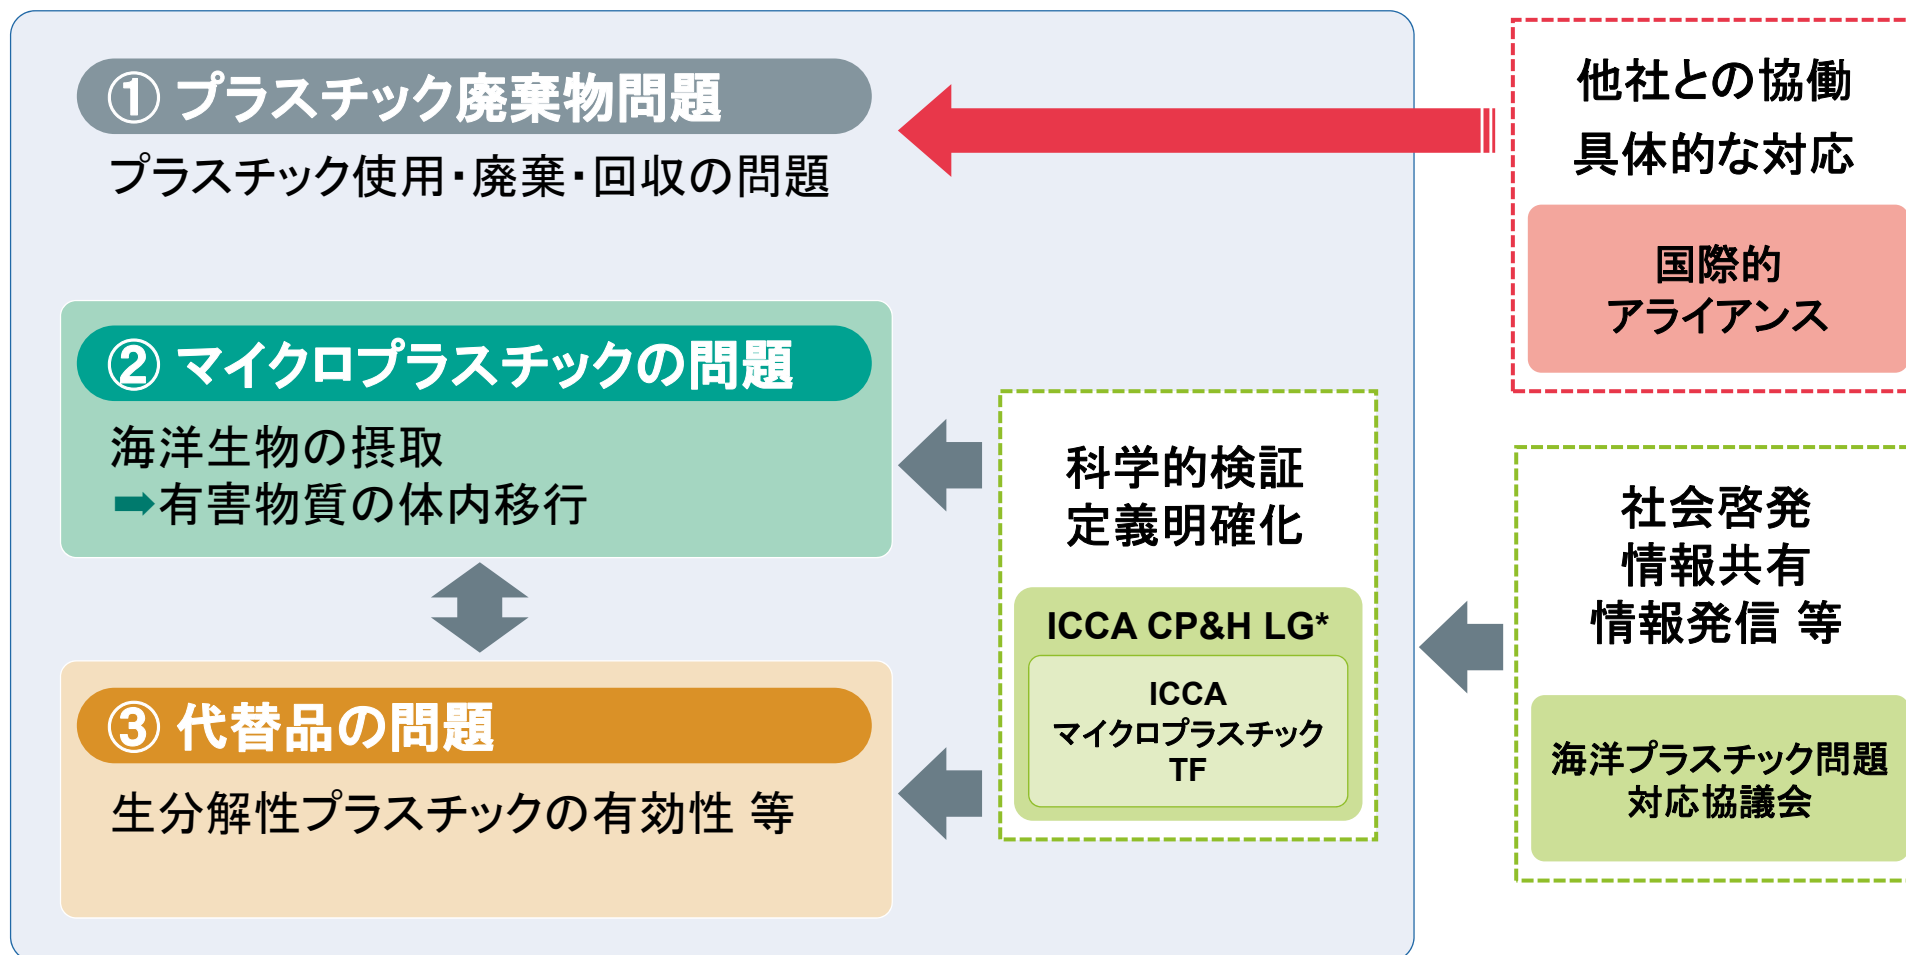 ① プラスチック廃棄物問題
プラスチック使用・廃棄・回収の問題
② マイクロプラスチックの問題
海洋生物の摂取
➡有害物質の体内移行
③ 代替品の問題
生分解性プラスチックの有効性 等
科学的検証
定義明確化
ICCA CP&H LG*
ICCA
マイクロプラスチック
TF
他社との協働
具体的な対応
国際的
アライアンス
社会啓発
情報共有
情報発信 等
海洋プラスチック問題
対応協議会